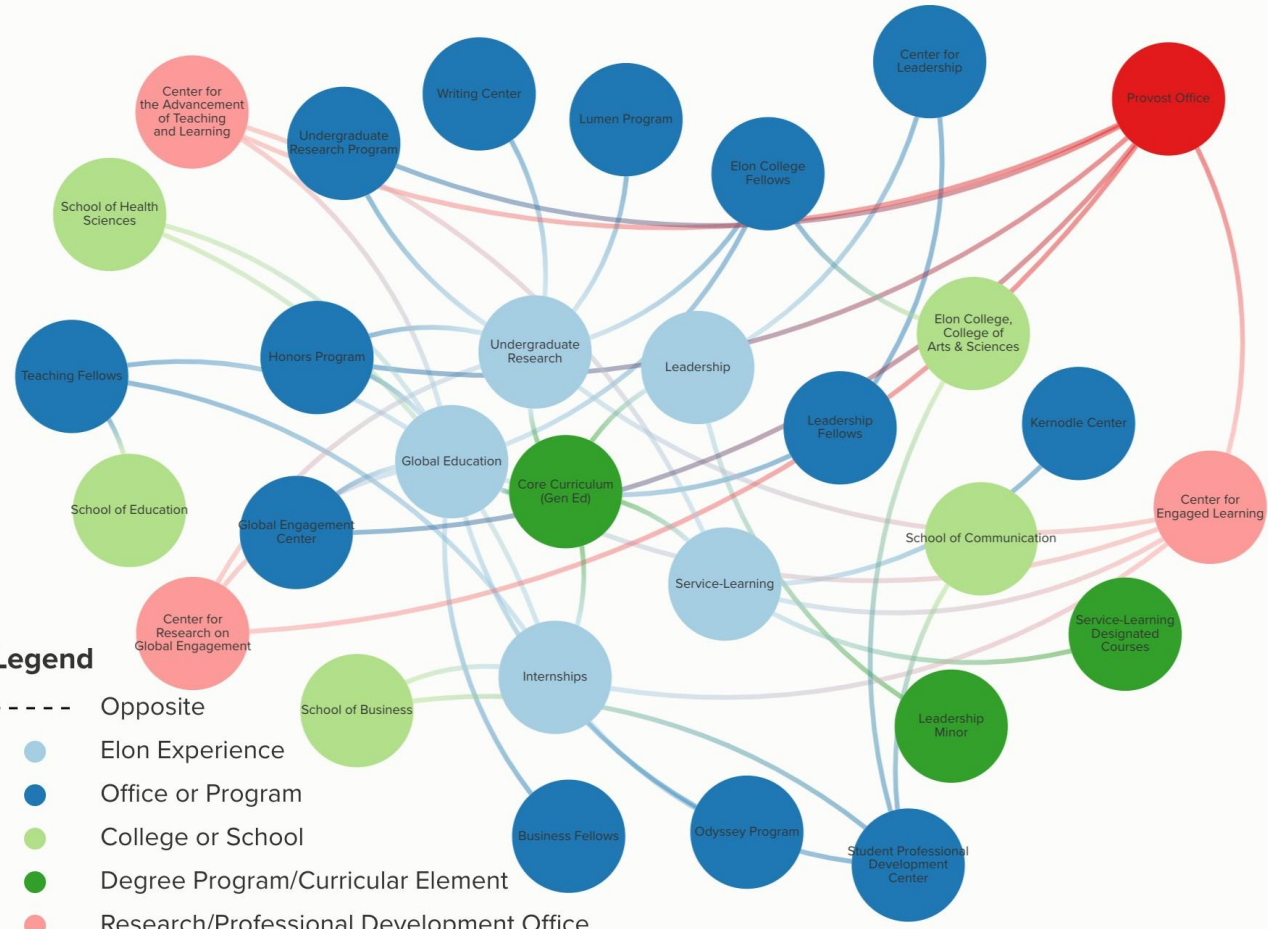 Center for
Leadership
Writing Center
Provost Office
Center for
the Advancement
of Teaching
and Learning
Lumen Program
Undergraduate
Research Program
Elon College
Fellows
School of Health
Sciences
Elon College,
College of
Arts & Sciences
Undergraduate
Research
Honors Program
Leadership
Teaching Fellows
Leadership
Fellows
Kernodle Center
Global Education
Core Curriculum
(Gen Ed)
Center for
Engaged Learning
School of Education
Global Engagement
Center
School of Communication
Service-Learning
Service-Learning
Designated
Courses
Center for
Research on
Global Engagement
Internships
School of Business
Leadership
Minor
Business Fellows
Odyssey Program
Student Professional
Development
Center
Legend
Opposite
Elon Experience
Office or Program
College or School
Degree Program/Curricular Element
Research/Professional Development Office